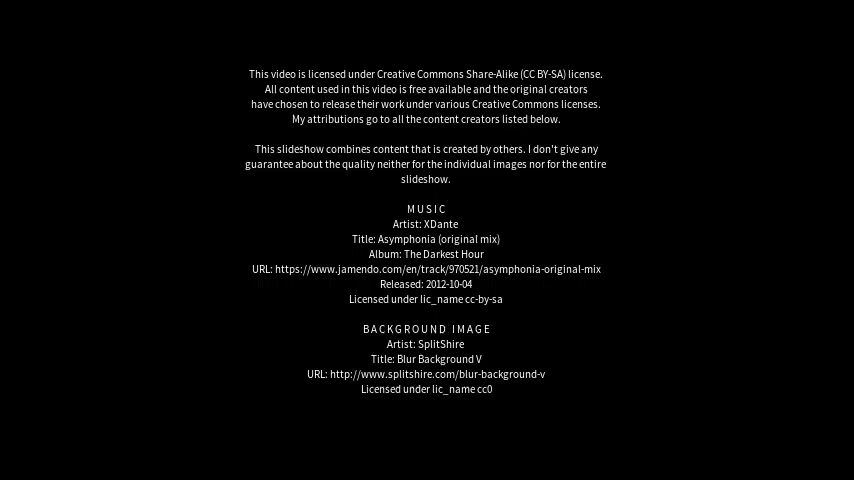 This video is licensed under Creative Commons Share-Alike (CC BY-SA) license.
All content used in this video is free available and the original creators
have chosen to release their work under various Creative Commons licenses.
My attributions go to all the content creators listed below.
This slideshow combines content that is created by others. I don't give any
guarantee about the quality neither for the individual images nor for the entire
slideshow.
MUSIC
Artist: XDante
Title: Asymphonia (original mix)
Album: The Darkest Hour
URL: https://www.jamendo.com/en/track/970521/asymphonia-original-mix
Released: 2012-10-04
Licensed under lic_name cc-by-sa
BACKGROUND IMAGE
Artist: SplitShire
Title: Blur Background V
URL: http://www.splitshire.com/blur-background-v
Licensed under lic_name cc0